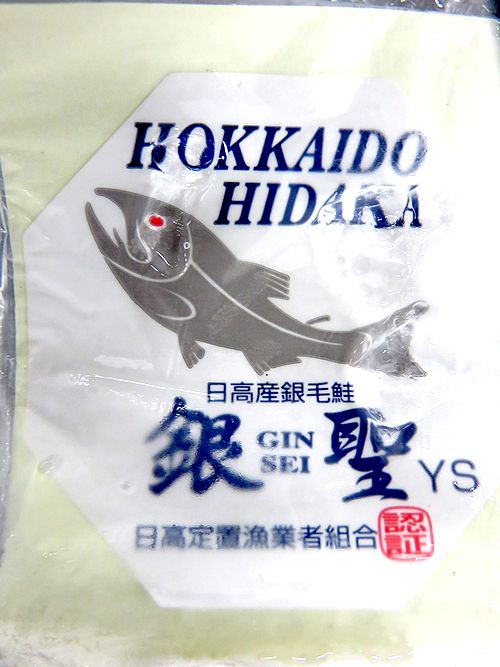 HOKKAIDO
HIDAKA
日高産銀毛鮭
銀 GIN SEI 聖 YS
日高定置漁業者組合 認証